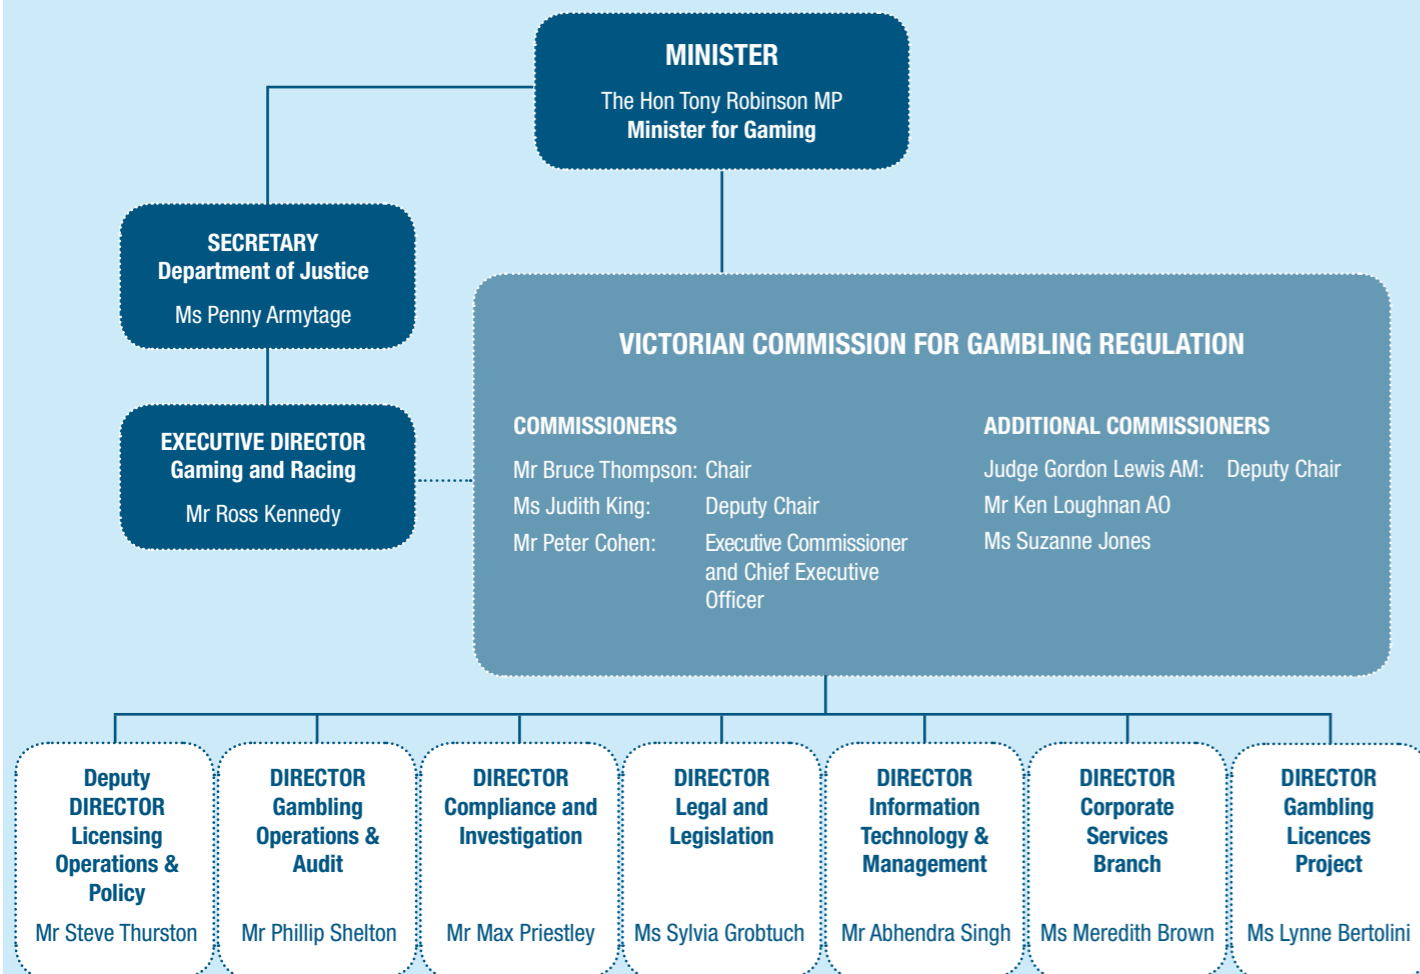 MINISTER
The Hon Tony Robinson MP
Minister for Gaming
SECRETARY
Department of Justice
Ms Penny Armytage
EXECUTIVE DIRECTOR
Gaming and Racing
Mr Ross Kennedy
VICTORIAN COMMISSION FOR GAMBLING REGULATION
COMMISSIONERS
Mr Bruce Thompson: Chair
Ms Judith King: Deputy Chair
Mr Peter Cohen: Executive Commissioner
and Chief Executive
Officer
ADDITIONAL COMMISSIONERS
Judge Gordon Lewis AM: Deputy Chair
Mr Ken Loughnan AO
Ms Suzanne Jones
Deputy
DIRECTOR
Licensing
Operations &
Policy
Mr Steve Thurston
DIRECTOR
Gambling
Operations &
Audit
Mr Phillip Shelton
DIRECTOR
Compliance and
Investigation
Mr Max Priestley
DIRECTOR
Legal and
Legislation
Ms Sylvia Grobtuch
DIRECTOR
Information
Technology &
Management
Mr Abhendra Singh
DIRECTOR
Corporate
Services
Branch
Ms Meredith Brown
DIRECTOR
Gambling
Licences
Project
Ms Lynne Bertolini